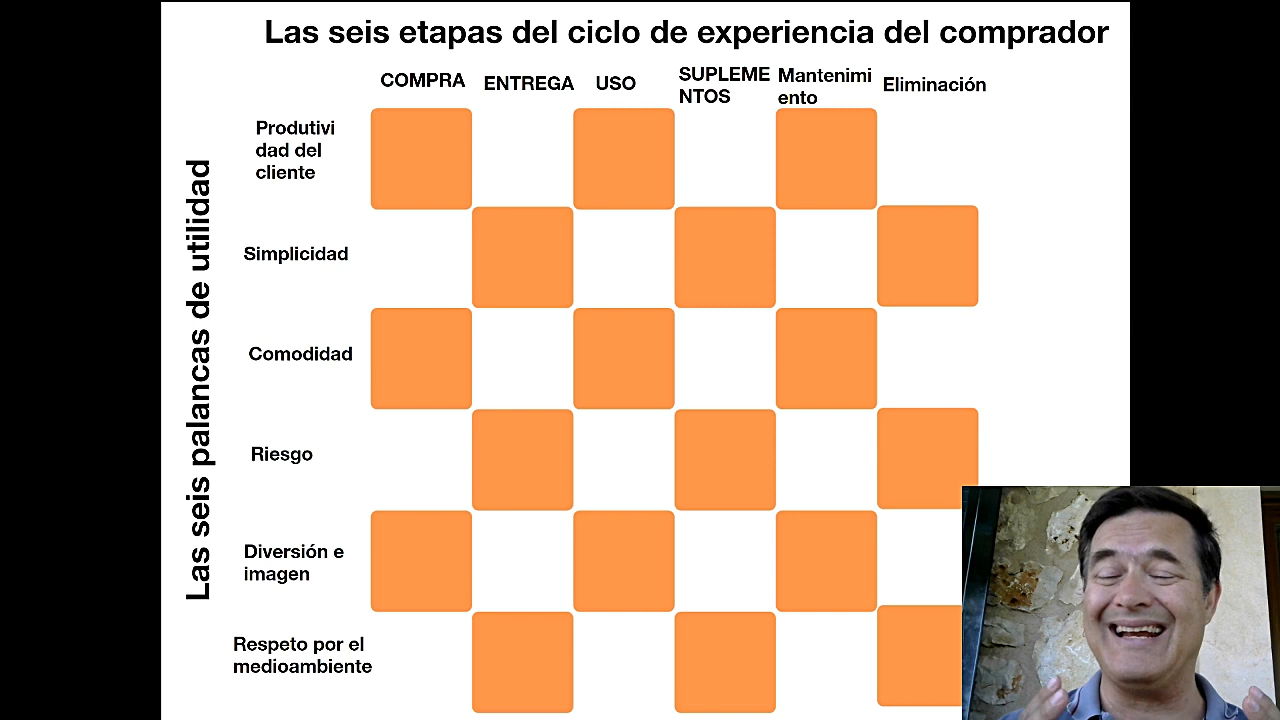 Las seis etapas del ciclo de experiencia del comprador
COMPRA
ENTREGA
USO
SUPLEME
NTOS
Mantenimi
ento
Eliminación
Las seis palancas de utilidad
Produtivi
dad del
cliente
Simplicidad
Comodidad
Riesgo
Diversión e
imagen
Respeto por el
medioambiente